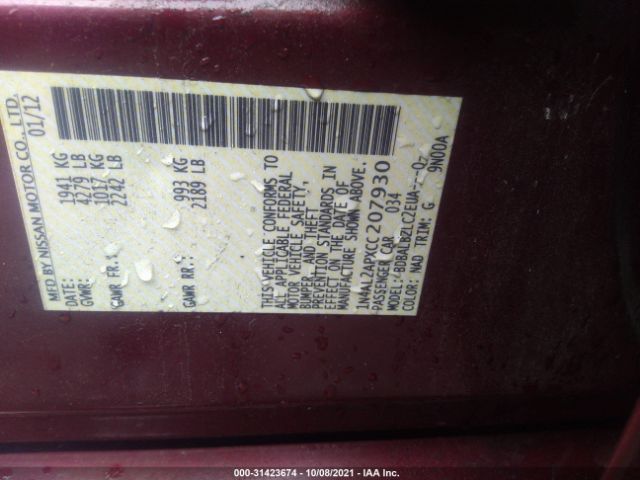 MFD BY NISSAN MOTOR CO., LTD.
DATE: 01/12
GVWR: 1941 KG
4279 LB
GAWR FR: 1017 KG
2242 LB
GAWR RR: 993 KG
2189 LB
THIS VEHICLE CONFORMS TO
ALL APPLICABLE FEDERAL
MOTOR VEHICLE SAFETY,
BUMPER, AND THEFT
PREVENTION STANDARDS IN
EFFECT ON THE DATE OF
MANUFACTURE SHOWN ABOVE.
1N4AL2APXCC207930
PASSENGER CAR 034
MODEL: BDBALBZLC2EUA----0-
COLOR: NAD TRIM: G 9N00A
000-31423674 - 10/08/2021 - IAA Inc.